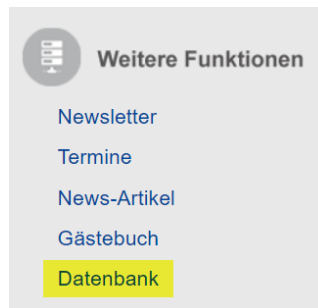 Weitere Funktionen
Newsletter
Termine
News-Artikel
Gästebuch
Datenbank